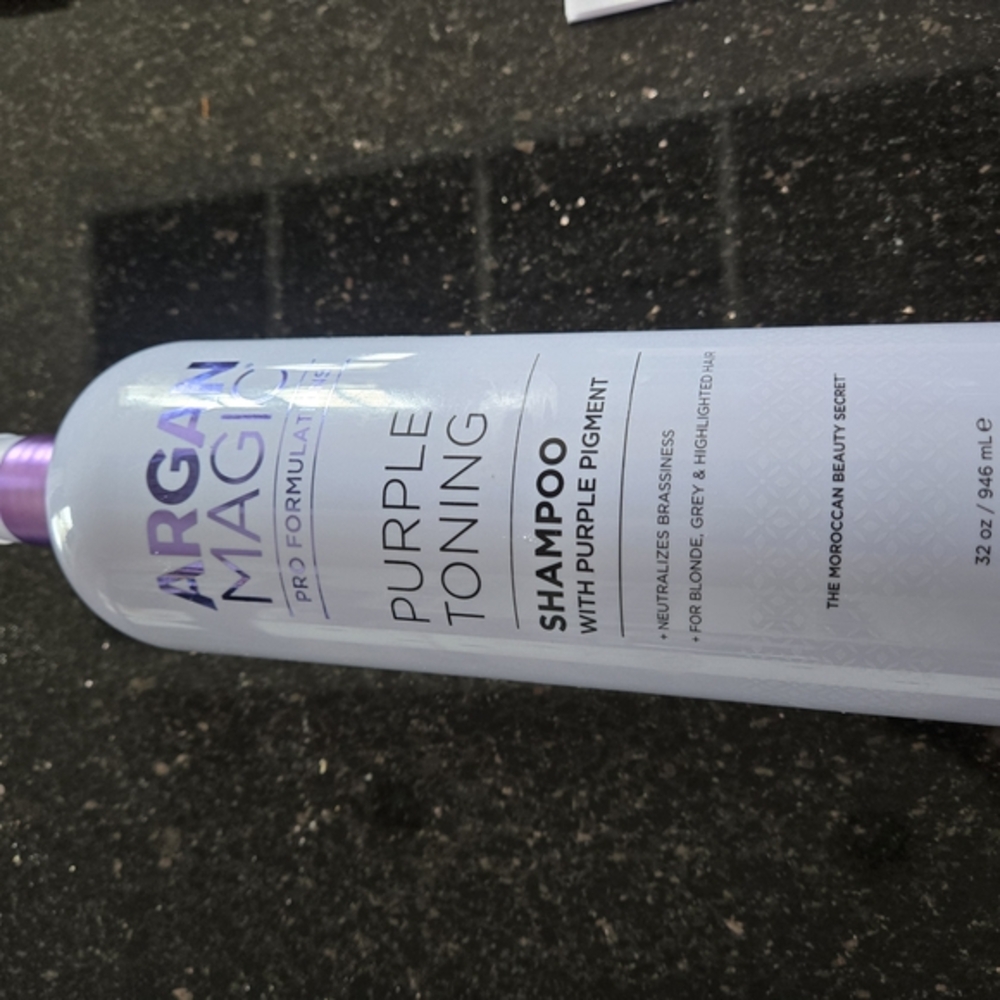 ARGAN
MAGIC
PRO FORMULATIONS
PURPLE
TONING
SHAMPOO
WITH PURPLE PIGMENT
+ NEUTRALIZES BRASSINESS
+ FOR BLONDE, GREY & HIGHLIGHTED HAIR
THE MOROCCAN BEAUTY SECRET™
32 oz / 946 mL ℮